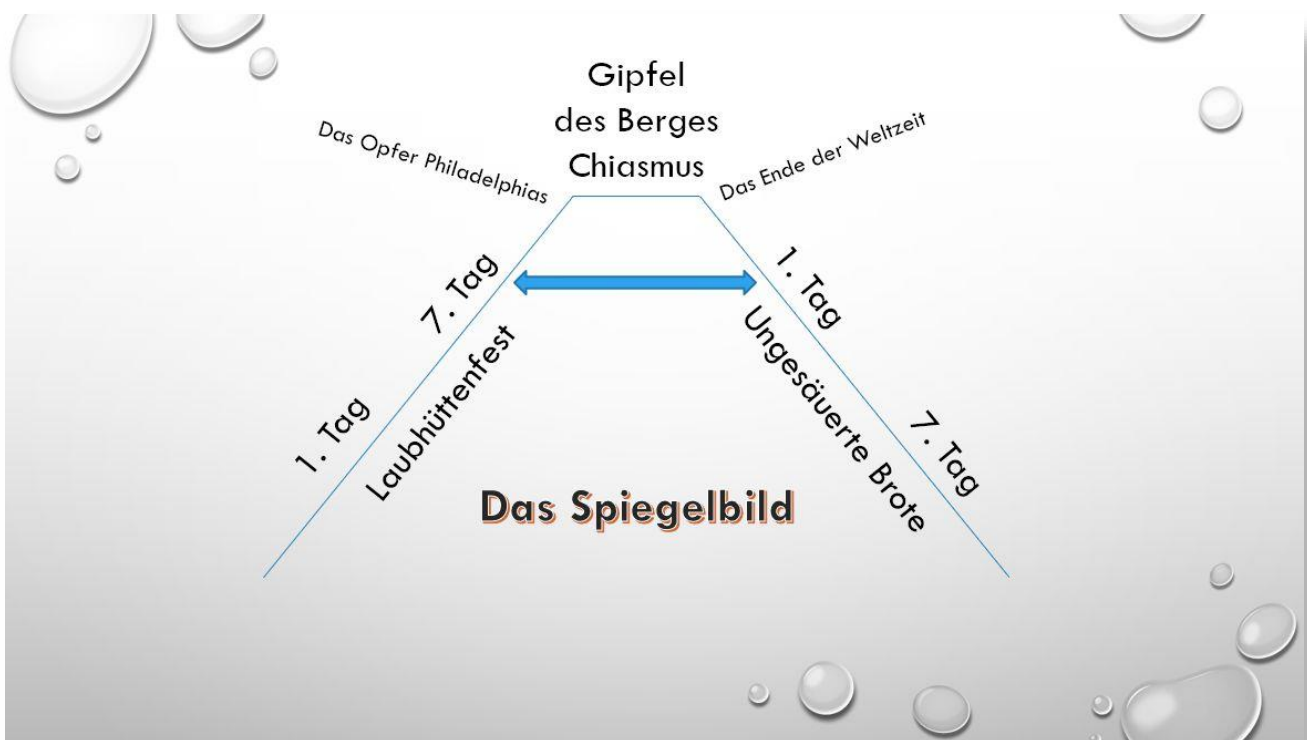 Gipfel
des Berges
Chiasmus
Das Opfer Philadelphias
Das Ende der Weltzeit
7. Tag
1. Tag
Laubhüttenfest
1. Tag
7. Tag
Ungesäuerte Brote
Das Spiegelbild